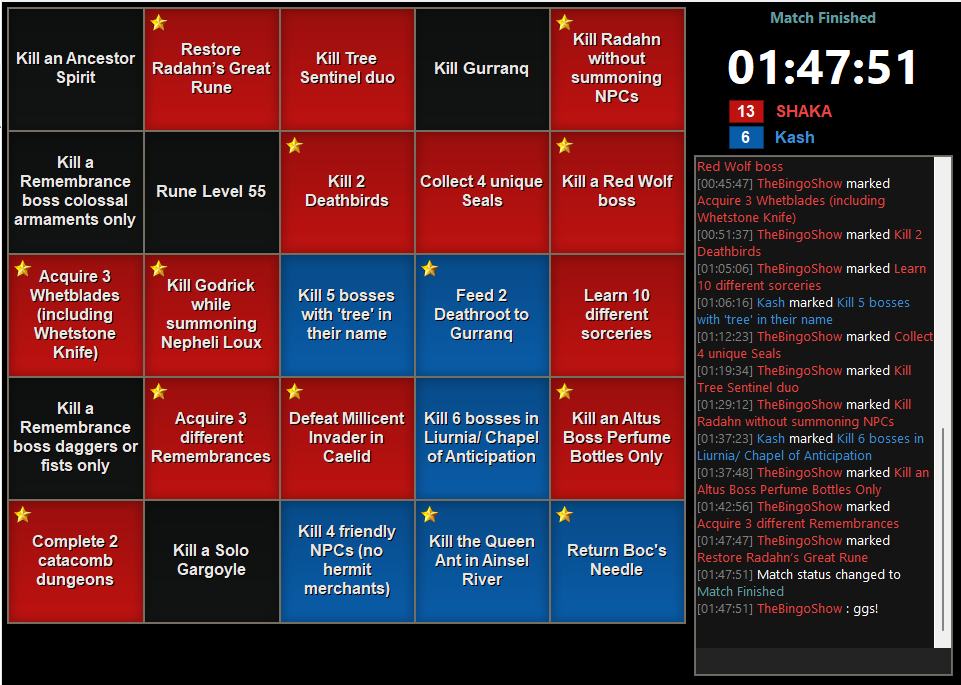 Kill an Ancestor
Spirit
Restore
Radahn's Great
Rune
Kill Tree
Sentinel duo
Kill Gurranq
Kill Radahn
without
summoning
NPCs
Kill a
Remembrance
boss colossal
armaments only
Rune Level 55
Kill 2
Deathbirds
Collect 4 unique
Seals
Kill a Red Wolf
boss
Acquire 3
Whetblades
(including
Whetstone
Knife)
Kill Godrick
while
summoning
Nepheli Loux
Kill 5 bosses
with 'tree' in
their name
Feed 2
Deathroot to
Gurranq
Learn 10
different
sorceries
Kill a
Remembrance
boss daggers or
fists only
Acquire 3
different
Remembrances
Defeat Millicent
Invader in
Caelid
Kill 6 bosses in
Liurnia/ Chapel
of Anticipation
Kill an Altus
Boss Perfume
Bottles Only
Complete 2
catacomb
dungeons
Kill a Solo
Gargoyle
Kill 4 friendly
NPCs (no
hermit
merchants)
Kill the Queen
Ant in Ainsel
River
Return Boc's
Needle
Match Finished
01:47:51
13 SHAKA
6 Kash
Red Wolf boss
[00:45:47] TheBingoShow marked
Acquire 3 Whetblades (including
Whetstone Knife)
[00:51:37] TheBingoShow marked Kill 2
Deathbirds
[01:05:06] TheBingoShow marked Learn
10 different sorceries
[01:06:16] Kash marked Kill 5 bosses
with 'tree' in their name
[01:12:23] TheBingoShow marked Collect
4 unique Seals
[01:19:34] TheBingoShow marked Kill
Tree Sentinel duo
[01:29:12] TheBingoShow marked Kill
Radahn without summoning NPCs
[01:37:23] Kash marked Kill 6 bosses in
Liurnia/ Chapel of Anticipation
[01:37:48] TheBingoShow marked Kill an
Altus Boss Perfume Bottles Only
[01:42:56] TheBingoShow marked
Acquire 3 different Remembrances
[01:47:47] TheBingoShow marked
Restore Radahn's Great Rune
[01:47:51] Match status changed to
Match Finished
[01:47:51] TheBingoShow : ggs!